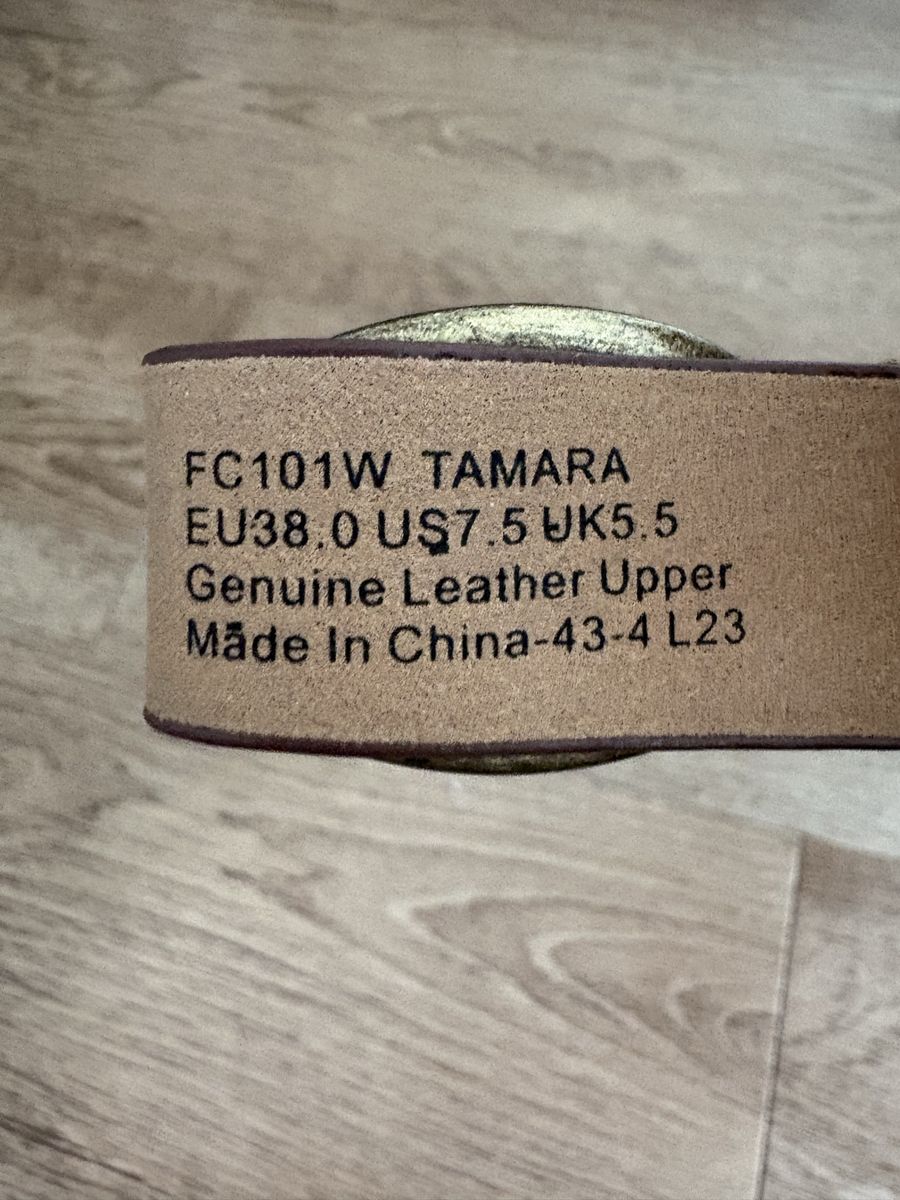 FC101W TAMARA
EU38.0 US7.5 UK5.5
Genuine Leather Upper
Made In China-43-4 L23